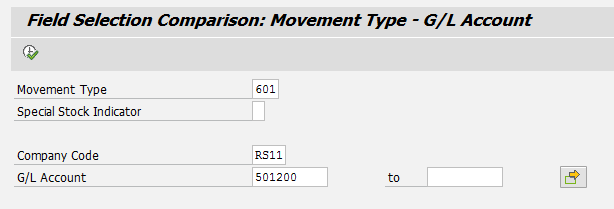 Field Selection Comparison: Movement Type - G/L Account
Movement Type 601
Special Stock Indicator
Company Code RS11
G/L Account 501200 to